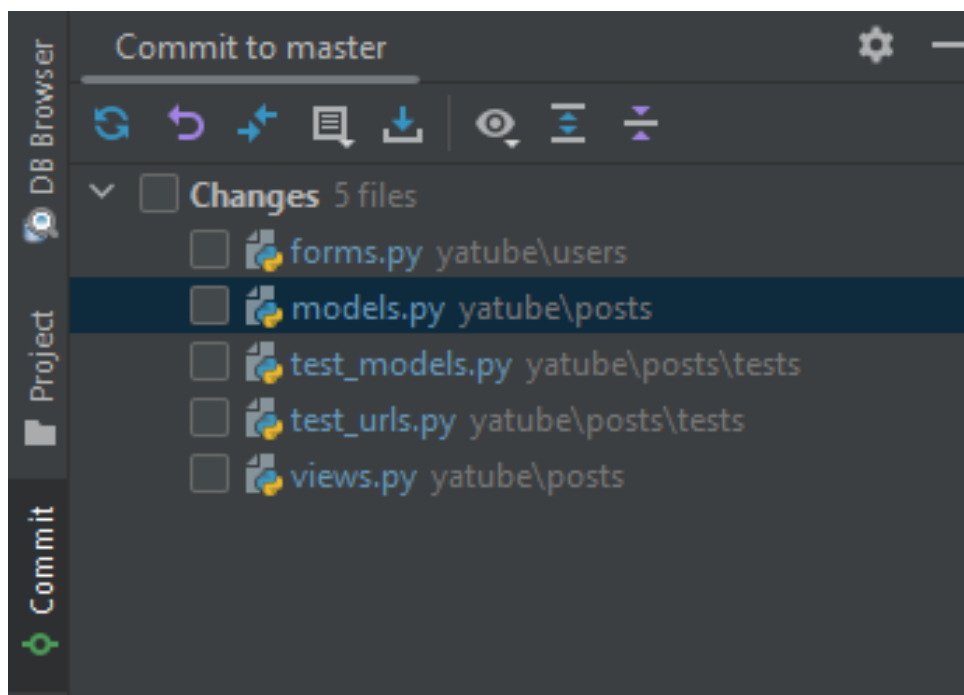 Commit to master
DB Browser
Project
Commit
Changes 5 files
forms.py yatube\users
models.py yatube\posts
test_models.py yatube\posts\tests
test_urls.py yatube\posts\tests
views.py yatube\posts